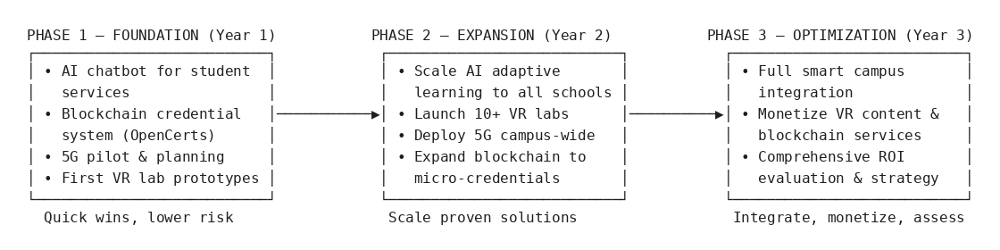 PHASE 1 — FOUNDATION (Year 1)
• AI chatbot for student
services
• Blockchain credential
system (OpenCerts)
• 5G pilot & planning
• First VR lab prototypes
Quick wins, lower risk
PHASE 2 — EXPANSION (Year 2)
• Scale AI adaptive
learning to all schools
• Launch 10+ VR labs
• Deploy 5G campus-wide
• Expand blockchain to
micro-credentials
Scale proven solutions
PHASE 3 — OPTIMIZATION (Year 3)
• Full smart campus
integration
• Monetize VR content &
blockchain services
• Comprehensive ROI
evaluation & strategy
Integrate, monetize, assess